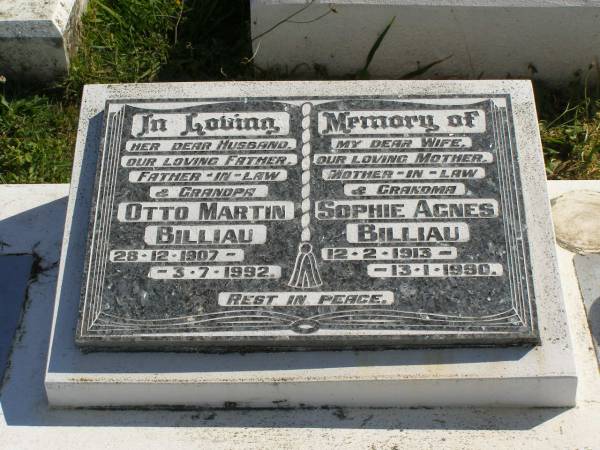 In Loving Memory of
HER DEAR HUSBAND,
OUR LOVING FATHER,
FATHER-IN-LAW
& GRANDPA
OTTO MARTIN
BILLIAU
28-12-1907 -
- 3-7-1992.
MY DEAR WIFE,
OUR LOVING MOTHER,
MOTHER-IN-LAW
& GRANDMA
SOPHIE AGNES
BILLIAU
12-2-1913 -
- 13-1-1990.
REST IN PEACE.